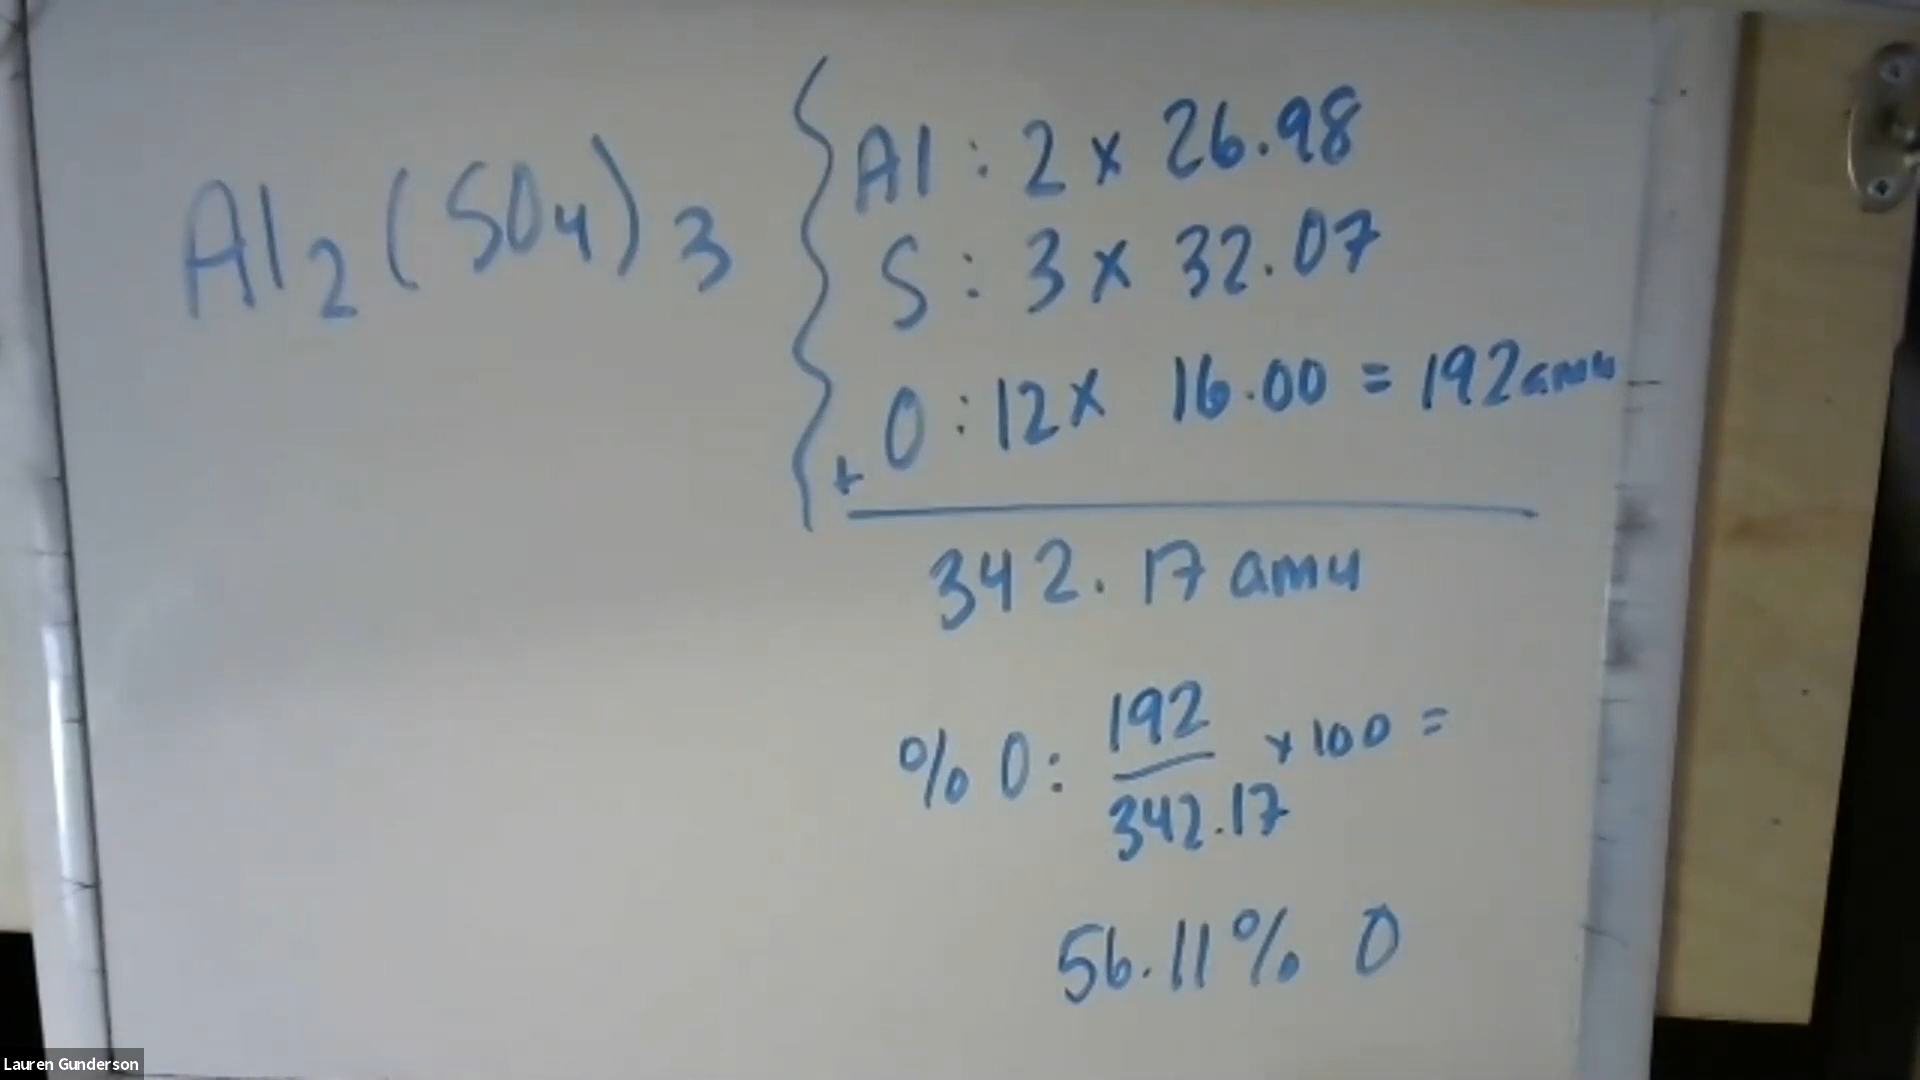 Al2(SO4)3
Al : 2 x 26.98
S : 3 x 32.07
+ O : 12 x 16.00 = 192 amu
342.17 amu
% O : 192/342.17 x 100 =
56.11% O
Lauren Gunderson